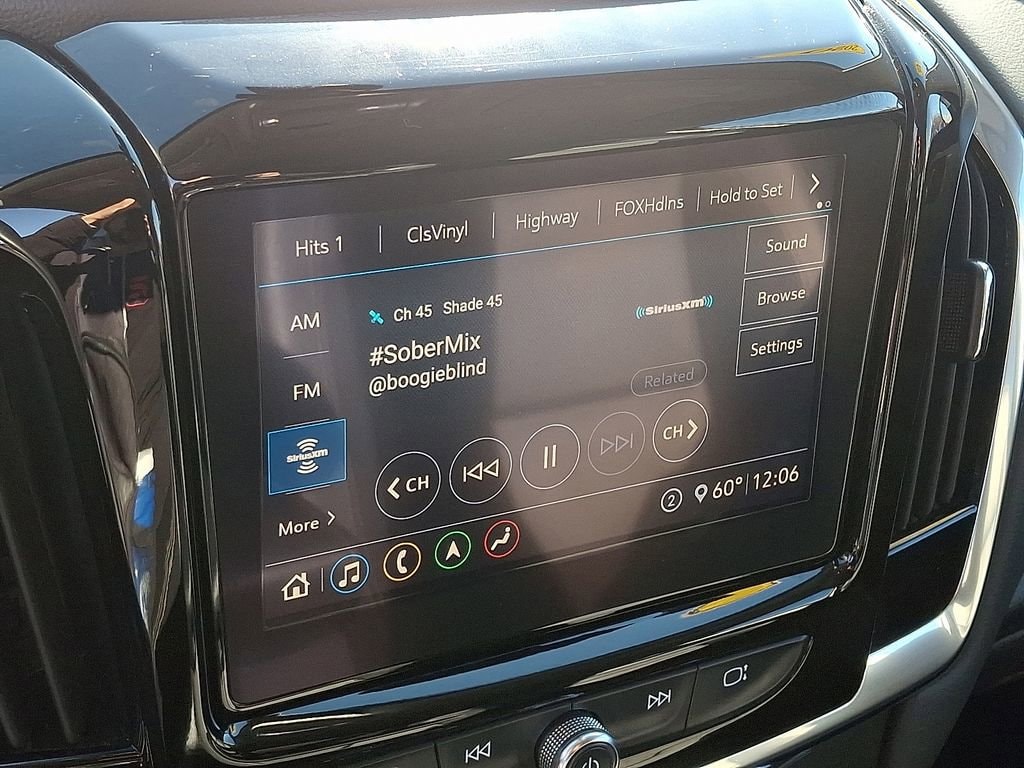 Hits 1 ClsVinyl Highway FOXHdlns Hold to Set
Sound
AM Ch 45 Shade 45 SiriusXM Browse
#SoberMix Settings
FM @boogieblind Related
SiriusXM CH CH
More 2 60° 12:06